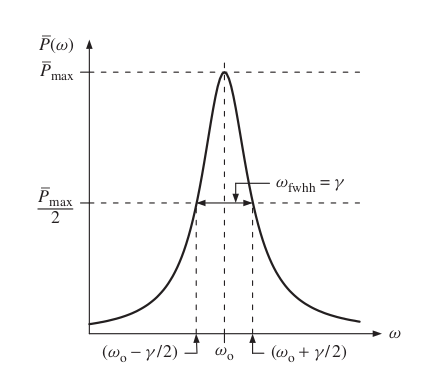 P̅(ω)
P̅max
ωfwhh = γ
P̅max
2
ω
(ωo − γ/2)
ωo
(ωo + γ/2)